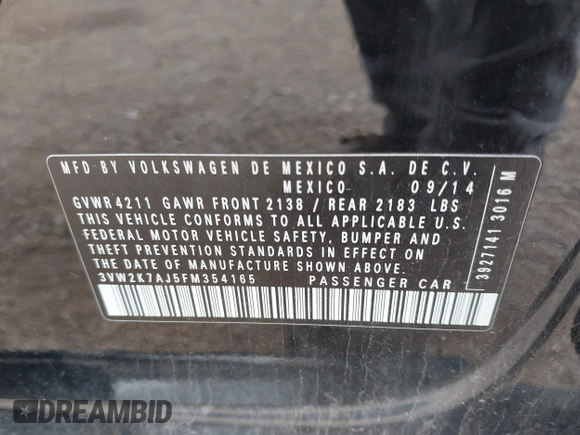 MFD BY VOLKSWAGEN DE MEXICO S.A. DE C.V.
MEXICO 09/14
GVWR 4211 GAWR FRONT 2138 / REAR 2183 LBS
THIS VEHICLE CONFORMS TO ALL APPLICABLE U.S.
FEDERAL MOTOR VEHICLE SAFETY, BUMPER AND
THEFT PREVENTION STANDARDS IN EFFECT ON
THE DATE OF MANUFACTURE SHOWN ABOVE.
3VW2K7AJ5FM354165 PASSENGER CAR
3927141 3016 M
DREAMBID